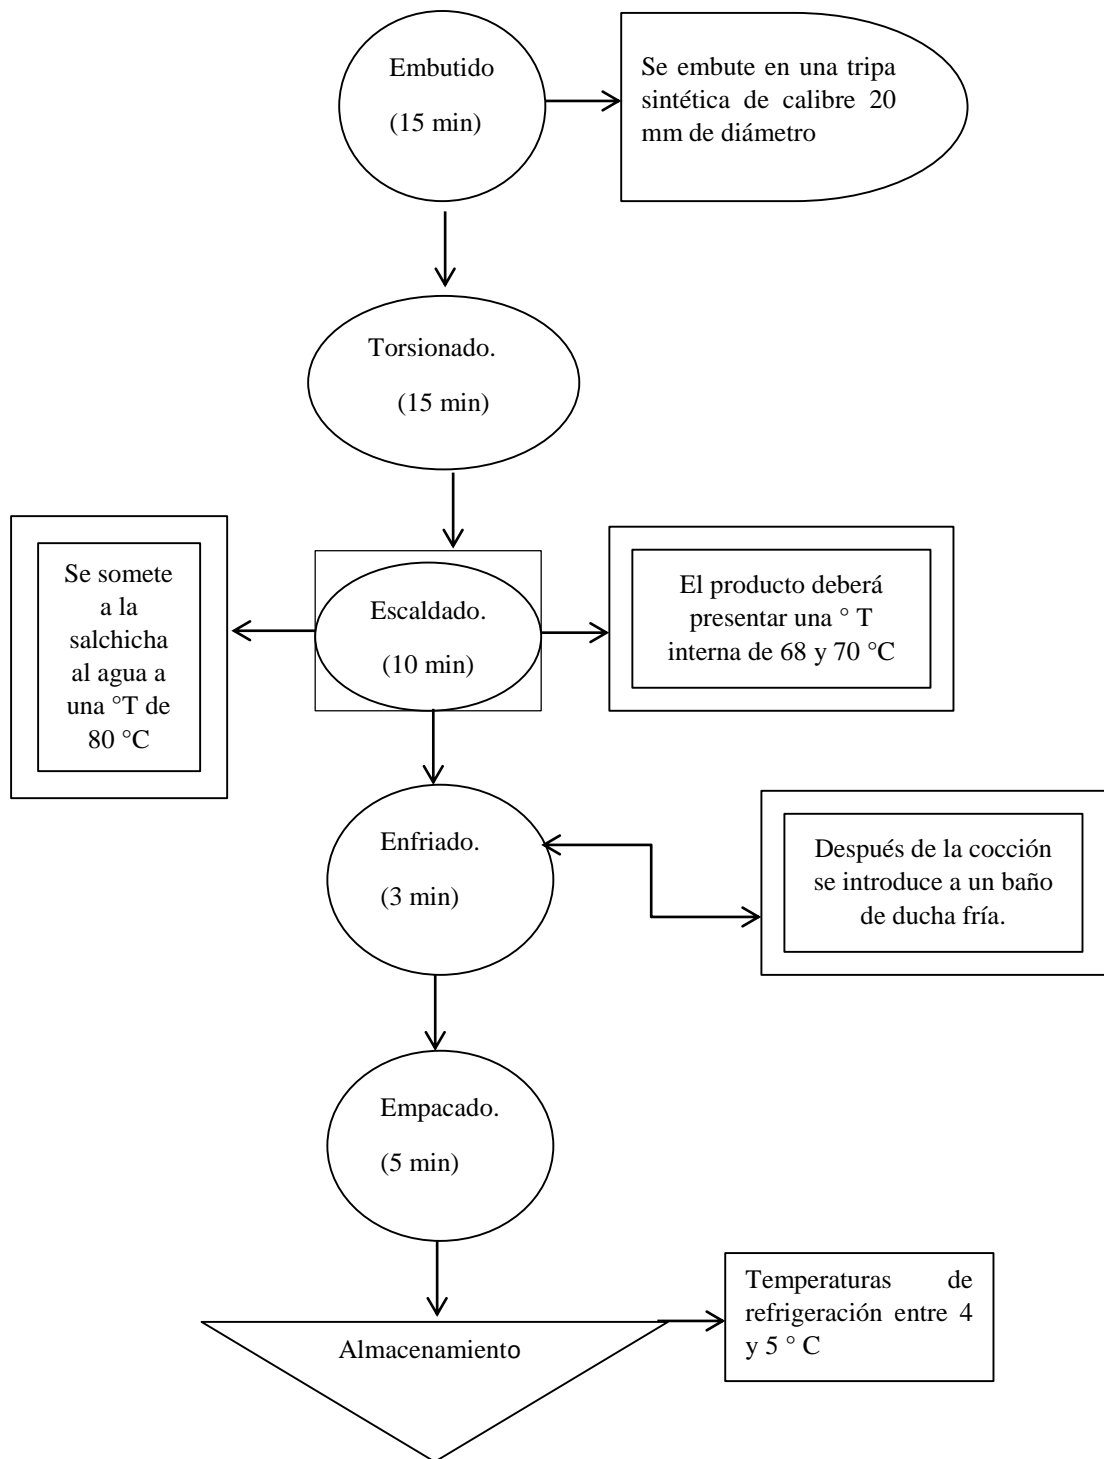 Embutido
(15 min)
Se embute en una tripa
sintética de calibre 20
mm de diámetro
Torsionado.
(15 min)
Se somete
a la
salchicha
al agua a
una °T de
80 °C
Escaldado.
(10 min)
El producto deberá
presentar una ° T
interna de 68 y 70 °C
Enfriado.
(3 min)
Después de la cocción
se introduce a un baño
de ducha fría.
Empacado.
(5 min)
Almacenamiento
Temperaturas de
refrigeración entre 4
y 5 ° C